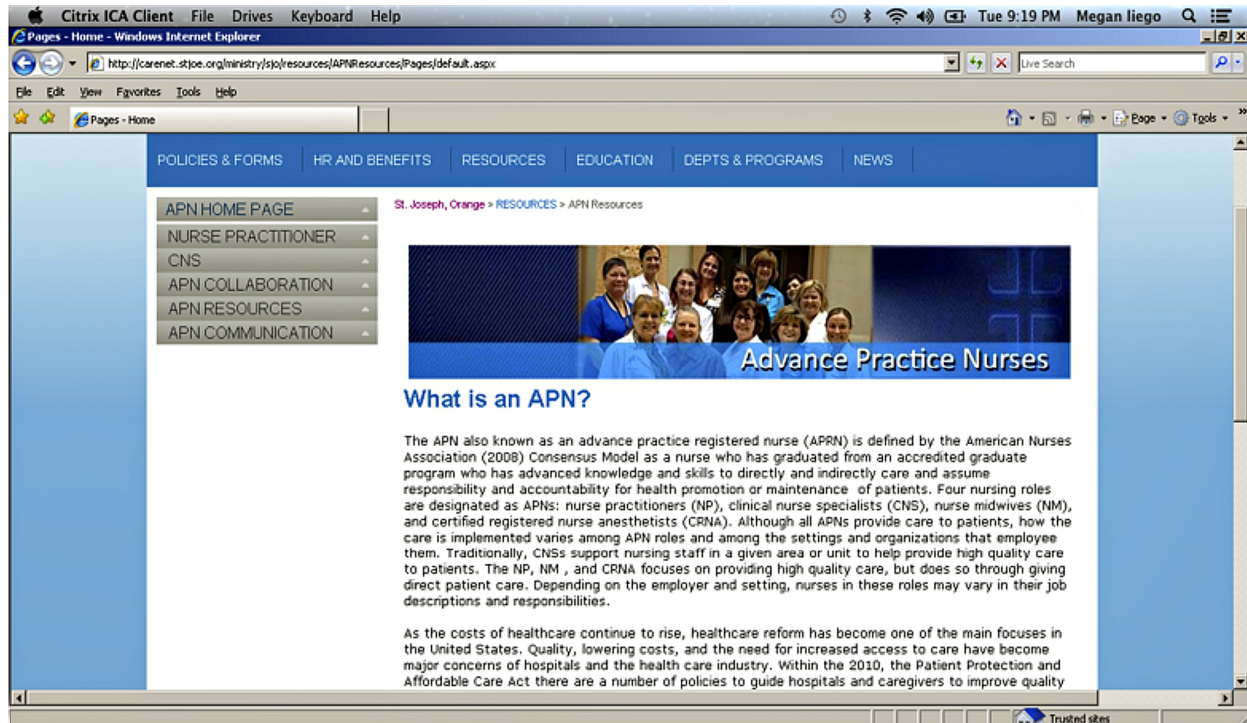 Citrix ICA Client File Drives Keyboard Help Tue 9:19 PM Megan liego
Pages - Home - Windows Internet Explorer
http://carenet.stjoe.org/ministry/sjo/resources/APNResources/Pages/default.aspx Live Search
File Edit View Favorites Tools Help
Pages - Home Page Tools
POLICIES & FORMS HR AND BENEFITS RESOURCES EDUCATION DEPTS & PROGRAMS NEWS
APN HOME PAGE
NURSE PRACTITIONER
CNS
APN COLLABORATION
APN RESOURCES
APN COMMUNICATION
St. Joseph, Orange > RESOURCES > APN Resources
Advance Practice Nurses
What is an APN?
The APN also known as an advance practice registered nurse (APRN) is defined by the American Nurses
Association (2008) Consensus Model as a nurse who has graduated from an accredited graduate
program who has advanced knowledge and skills to directly and indirectly care and assume
responsibility and accountability for health promotion or maintenance of patients. Four nursing roles
are designated as APNs: nurse practitioners (NP), clinical nurse specialists (CNS), nurse midwives (NM),
and certified registered nurse anesthetists (CRNA). Although all APNs provide care to patients, how the
care is implemented varies among APN roles and among the settings and organizations that employee
them. Traditionally, CNSs support nursing staff in a given area or unit to help provide high quality care
to patients. The NP, NM , and CRNA focuses on providing high quality care, but does so through giving
direct patient care. Depending on the employer and setting, nurses in these roles may vary in their job
descriptions and responsibilities.
As the costs of healthcare continue to rise, healthcare reform has become one of the main focuses in
the United States. Quality, lowering costs, and the need for increased access to care have become
major concerns of hospitals and the health care industry. Within the 2010, the Patient Protection and
Affordable Care Act there are a number of policies to guide hospitals and caregivers to improve quality
Trusted sites